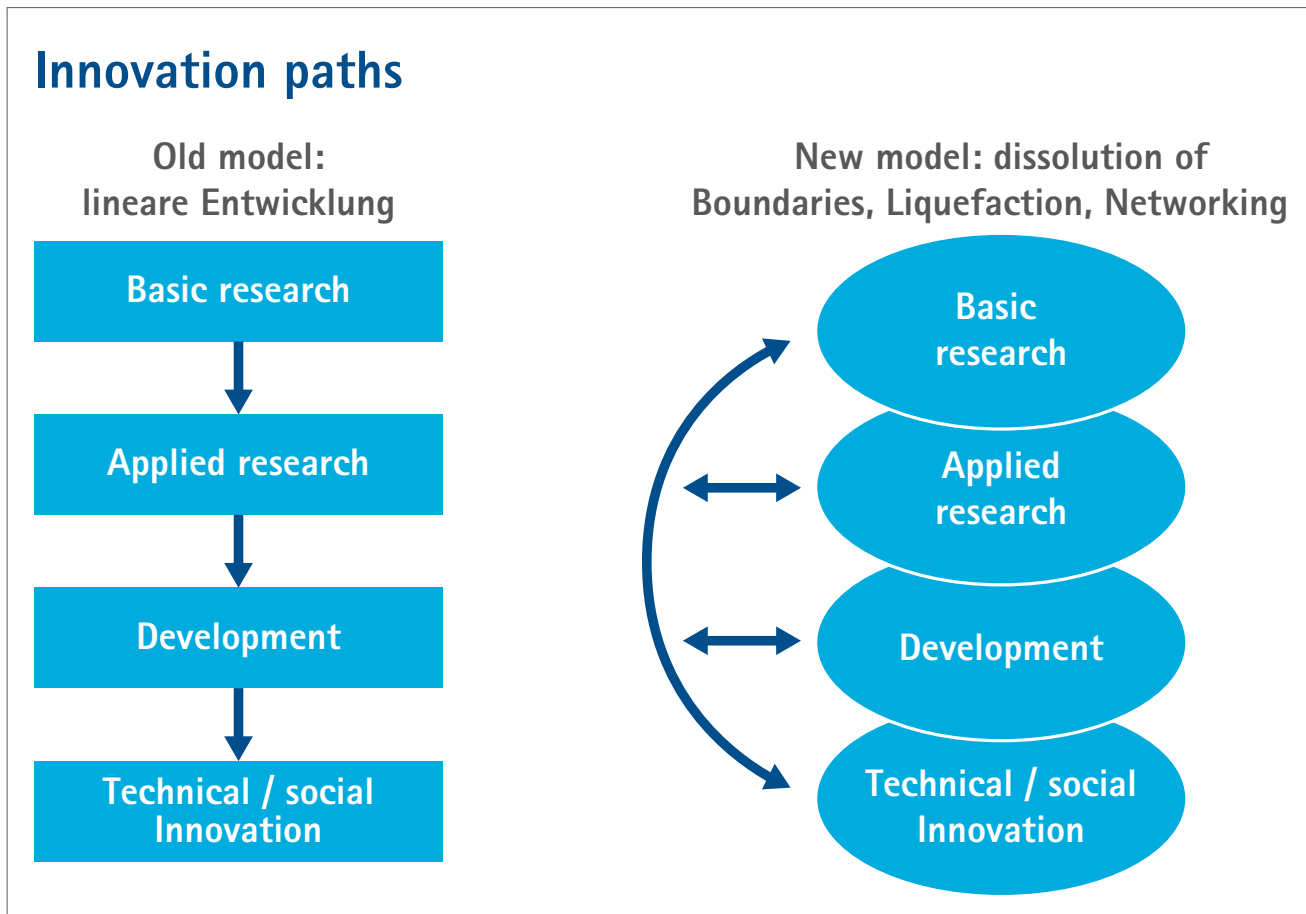 Innovation paths
Old model:
lineare Entwicklung
Basic research
Applied research
Development
Technical / social
Innovation
New model: dissolution of
Boundaries, Liquefaction, Networking
Basic
research
Applied
research
Development
Technical / social
Innovation